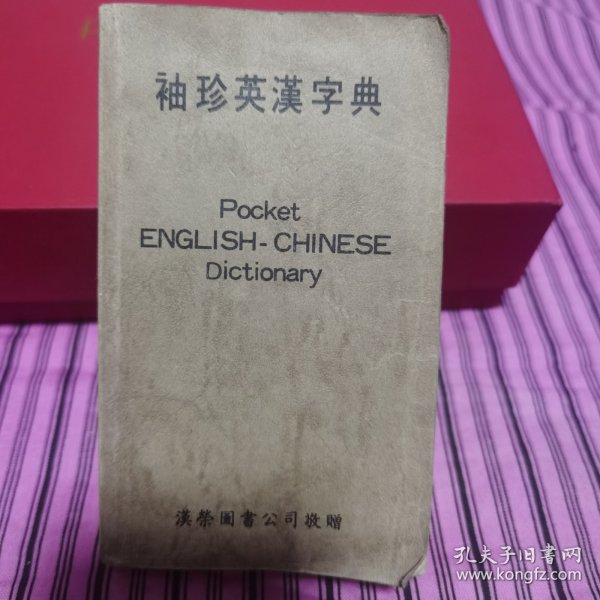 袖珍英漢字典
Pocket
ENGLISH-CHINESE
Dictionary
漢榮圖書公司敬贈
孔夫子旧书网
www.kongfz.com